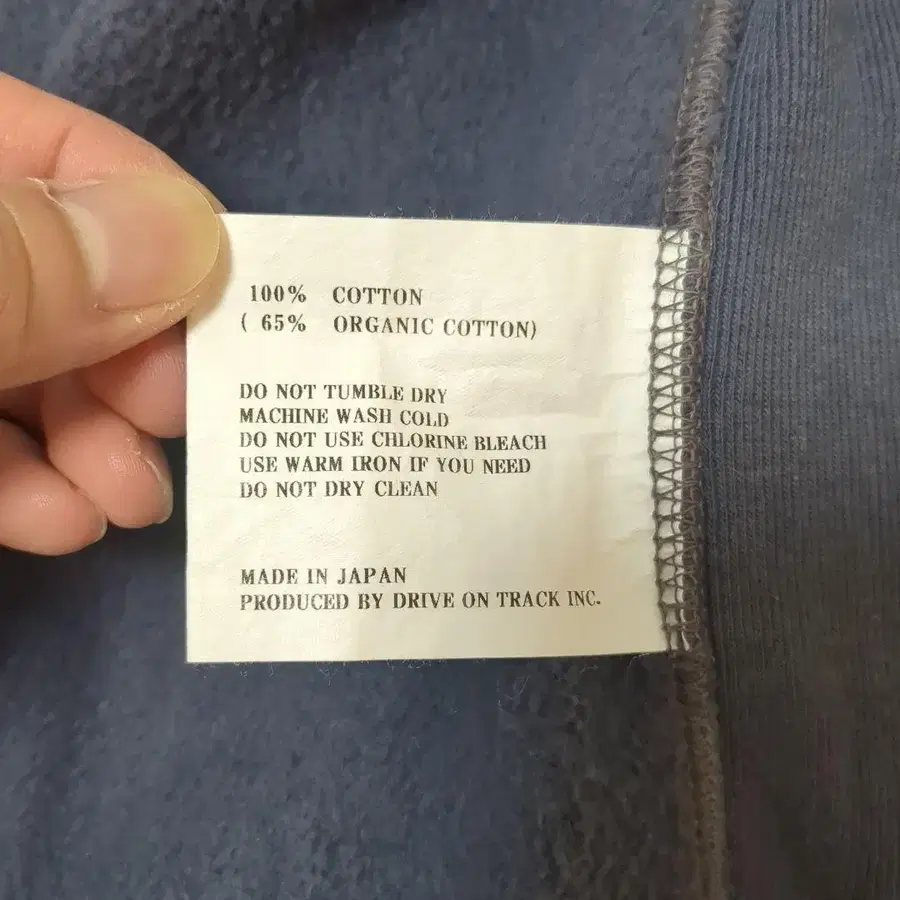 100% COTTON
( 65% ORGANIC COTTON)
DO NOT TUMBLE DRY
MACHINE WASH COLD
DO NOT USE CHLORINE BLEACH
USE WARM IRON IF YOU NEED
DO NOT DRY CLEAN
MADE IN JAPAN
PRODUCED BY DRIVE ON TRACK INC.